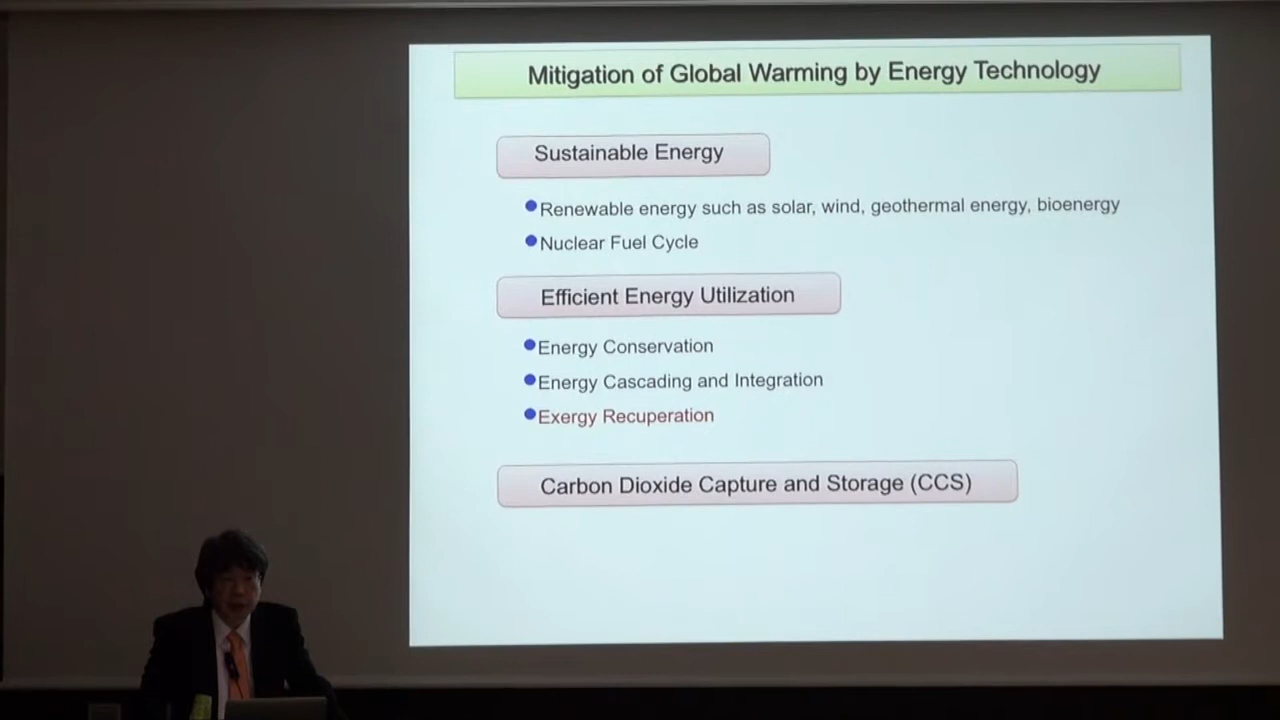 Mitigation of Global Warming by Energy Technology
Sustainable Energy
Renewable energy such as solar, wind, geothermal energy, bioenergy
Nuclear Fuel Cycle
Efficient Energy Utilization
Energy Conservation
Energy Cascading and Integration
Exergy Recuperation
Carbon Dioxide Capture and Storage (CCS)